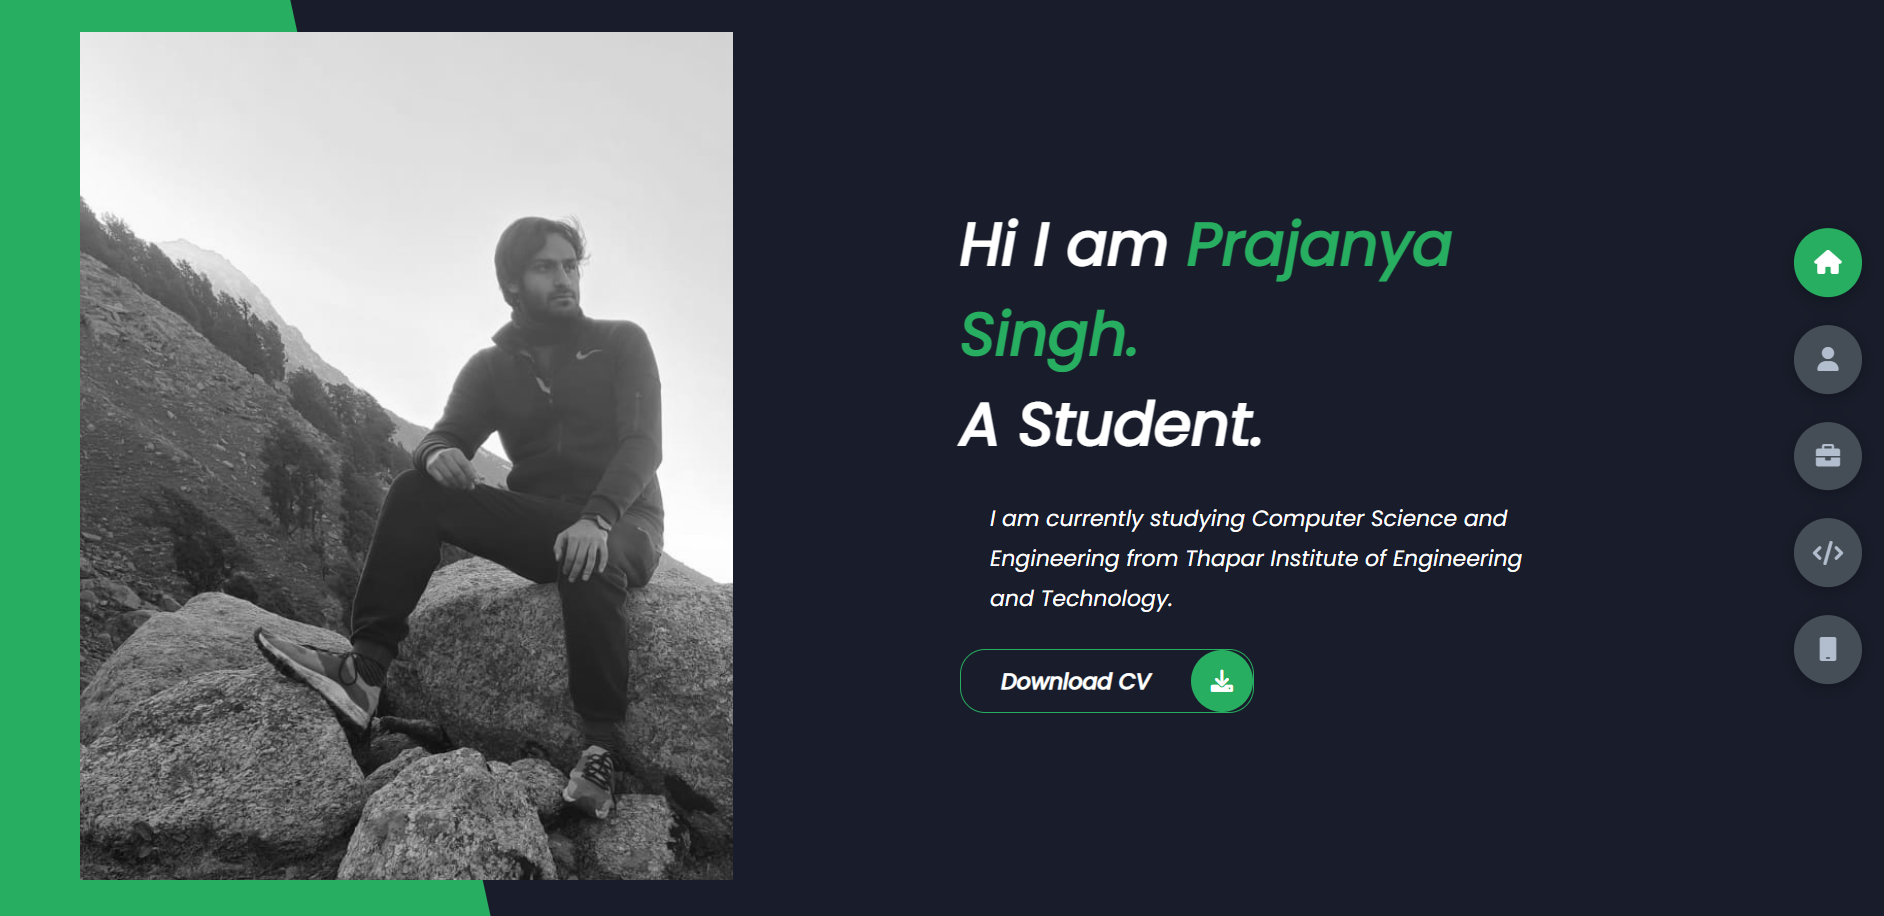 Hi I am Prajanya
Singh.
A Student.
I am currently studying Computer Science and
Engineering from Thapar Institute of Engineering
and Technology.
Download CV